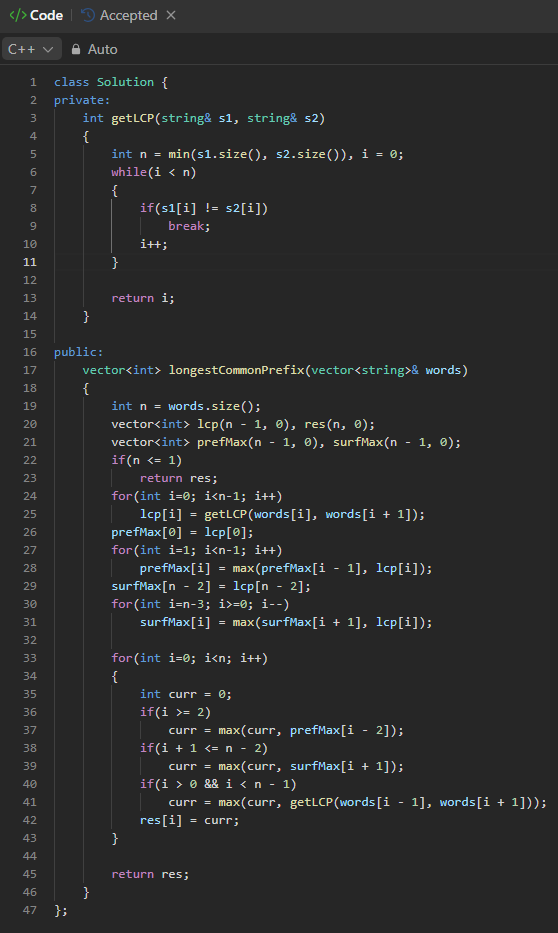 </> Code | Accepted ×
C++ Auto
1 class Solution {
2 private:
3     int getLCP(string& s1, string& s2)
4     {
5         int n = min(s1.size(), s2.size()), i = 0;
6         while(i < n)
7         {
8             if(s1[i] != s2[i])
9                 break;
10             i++;
11         }
12
13         return i;
14     }
15
16 public:
17     vector<int> longestCommonPrefix(vector<string>& words)
18     {
19         int n = words.size();
20         vector<int> lcp(n - 1, 0), res(n, 0);
21         vector<int> prefMax(n - 1, 0), surfMax(n - 1, 0);
22         if(n <= 1)
23             return res;
24         for(int i=0; i<n-1; i++)
25             lcp[i] = getLCP(words[i], words[i + 1]);
26         prefMax[0] = lcp[0];
27         for(int i=1; i<n-1; i++)
28             prefMax[i] = max(prefMax[i - 1], lcp[i]);
29         surfMax[n - 2] = lcp[n - 2];
30         for(int i=n-3; i>=0; i--)
31             surfMax[i] = max(surfMax[i + 1], lcp[i]);
32
33         for(int i=0; i<n; i++)
34         {
35             int curr = 0;
36             if(i >= 2)
37                 curr = max(curr, prefMax[i - 2]);
38             if(i + 1 <= n - 2)
39                 curr = max(curr, surfMax[i + 1]);
40             if(i > 0 && i < n - 1)
41                 curr = max(curr, getLCP(words[i - 1], words[i + 1]));
42             res[i] = curr;
43         }
44
45         return res;
46     }
47 };